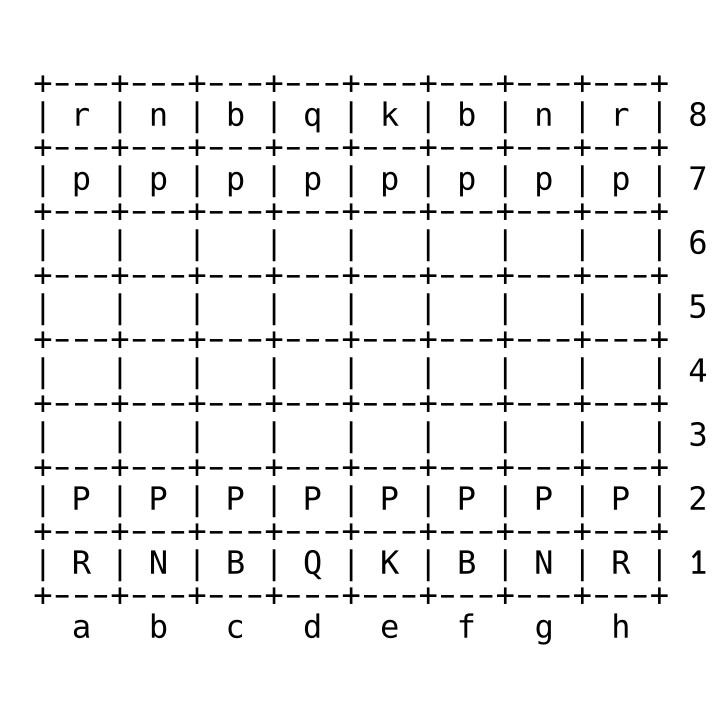 +---+---+---+---+---+---+---+---+
| r | n | b | q | k | b | n | r | 8
+---+---+---+---+---+---+---+---+
| p | p | p | p | p | p | p | p | 7
+---+---+---+---+---+---+---+---+
|   |   |   |   |   |   |   |   | 6
+---+---+---+---+---+---+---+---+
|   |   |   |   |   |   |   |   | 5
+---+---+---+---+---+---+---+---+
|   |   |   |   |   |   |   |   | 4
+---+---+---+---+---+---+---+---+
|   |   |   |   |   |   |   |   | 3
+---+---+---+---+---+---+---+---+
| P | P | P | P | P | P | P | P | 2
+---+---+---+---+---+---+---+---+
| R | N | B | Q | K | B | N | R | 1
+---+---+---+---+---+---+---+---+
  a   b   c   d   e   f   g   h